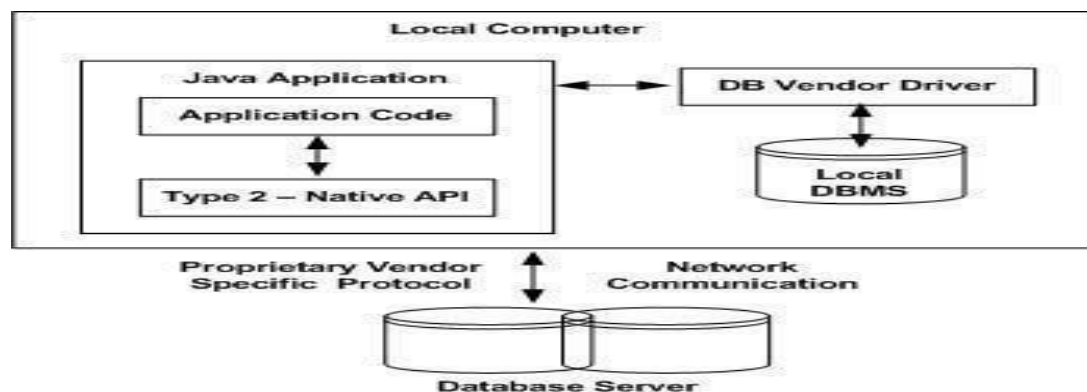 Local Computer
Java Application
Application Code
Type 2 – Native API
DB Vendor Driver
Local
DBMS
Proprietary Vendor
Specific Protocol
Network
Communication
Database Server